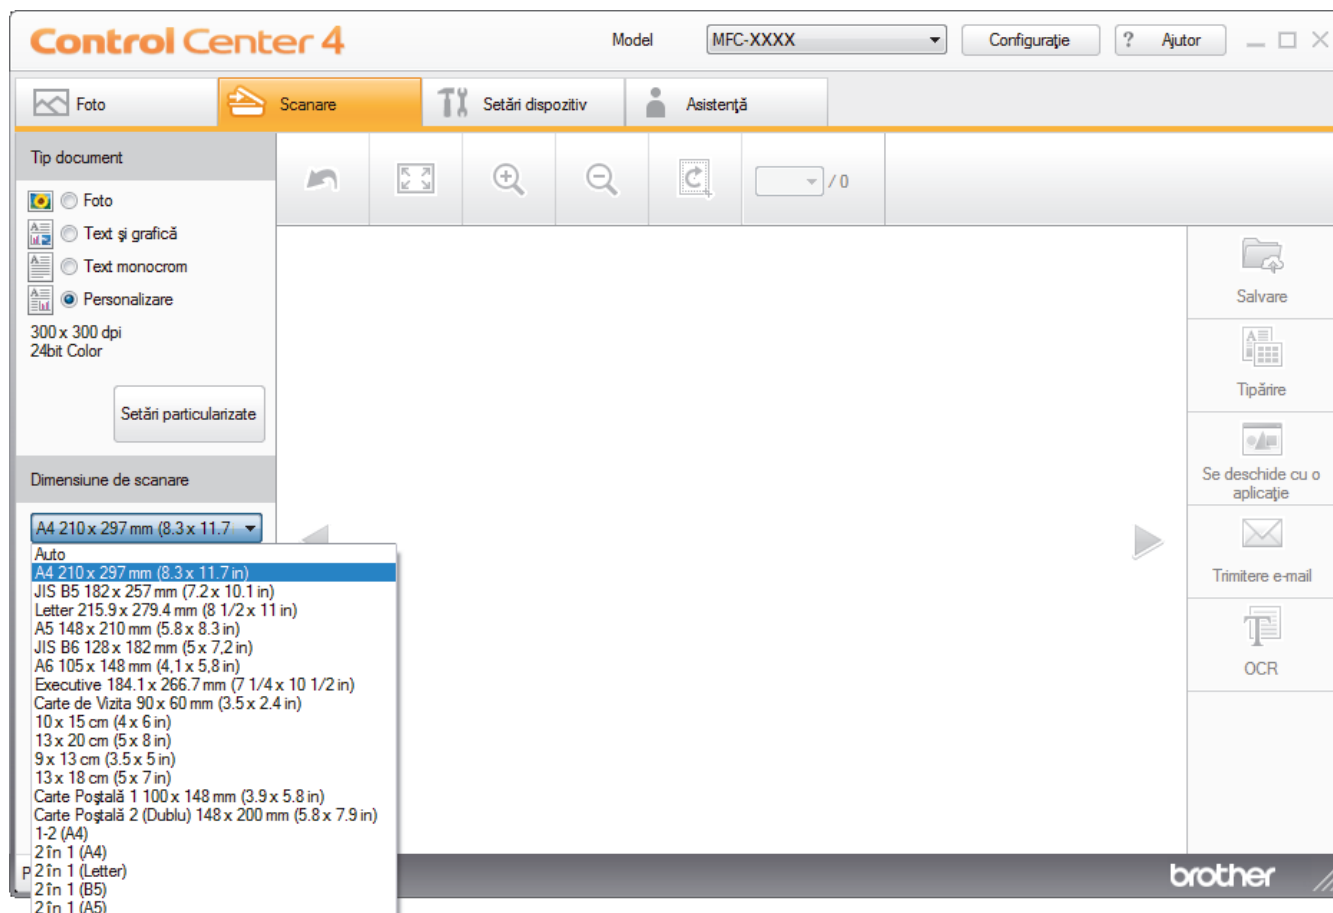 Control Center 4
Model
MFC-XXXX
Configuraţie
?
Ajutor
Foto
Scanare
Setări dispozitiv
Asistenţă
Tip document
/ 0
Foto
Text şi grafică
Text monocrom
Personalizare
300 x 300 dpi
24bit Color
Setări particularizate
Dimensiune de scanare
A4 210 x 297 mm (8.3 x 11.7
Auto
A4 210 x 297 mm (8.3 x 11.7 in)
JIS B5 182 x 257 mm (7.2 x 10.1 in)
Letter 215.9 x 279.4 mm (8 1/2 x 11 in)
A5 148 x 210 mm (5.8 x 8.3 in)
JIS B6 128 x 182 mm (5 x 7,2 in)
A6 105 x 148 mm (4,1 x 5,8 in)
Executive 184.1 x 266.7 mm (7 1/4 x 10 1/2 in)
Carte de Vizita 90 x 60 mm (3.5 x 2.4 in)
10 x 15 cm (4 x 6 in)
13 x 20 cm (5 x 8 in)
9 x 13 cm (3.5 x 5 in)
13 x 18 cm (5 x 7 in)
Carte Poştală 1 100 x 148 mm (3.9 x 5.8 in)
Carte Poştală 2 (Dublu) 148 x 200 mm (5.8 x 7.9 in)
1-2 (A4)
2 în 1 (A4)
2 în 1 (Letter)
2 în 1 (B5)
2 în 1 (A5)
Salvare
Tipărire
Se deschide cu o
aplicaţie
Trimitere e-mail
OCR
brother